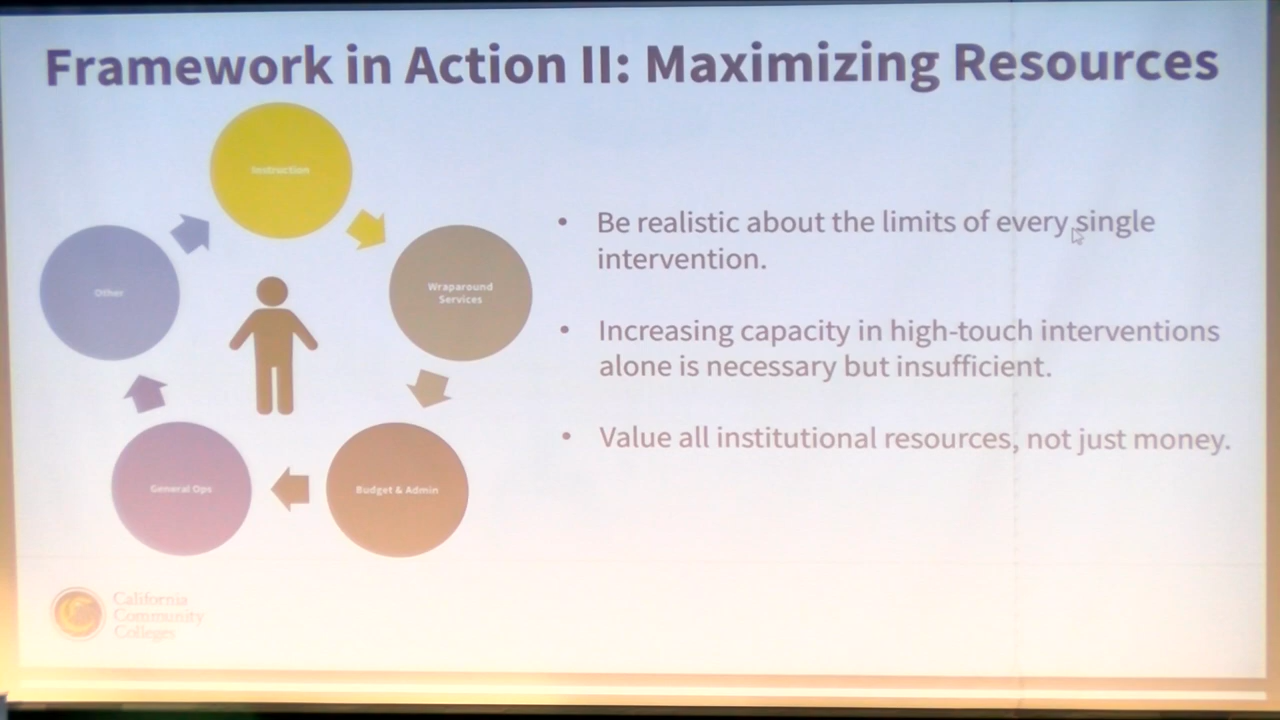 Framework in Action II: Maximizing Resources
Instruction
Wraparound
Services
Budget & Admin
General Ops
Other
• Be realistic about the limits of every single
intervention.
• Increasing capacity in high-touch interventions
alone is necessary but insufficient.
• Value all institutional resources, not just money.
California
Community
Colleges